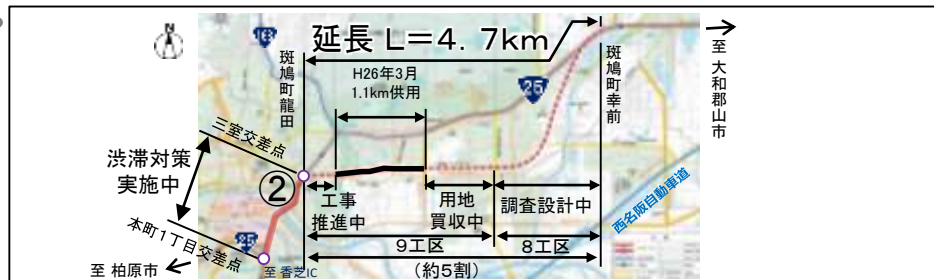 N
168
延長 L=4.7km
至 大和郡山市
斑鳩町龍田
H26年3月
1.1km供用
25
斑鳩町幸前
三室交差点
渋滞対策
実施中
②
工事
推進中
用地
買収中
調査設計中
西名阪自動車道
本町1丁目交差点
25
9工区
8工区
至 柏原市
至 香芝IC
(約5割)